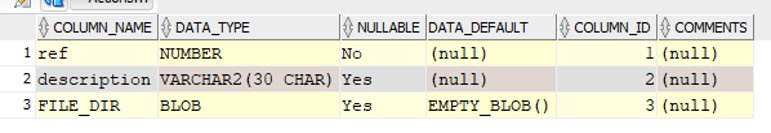 COLUMN_NAME DATA_TYPE NULLABLE DATA_DEFAULT COLUMN_ID COMMENTS
1 ref NUMBER No (null) 1 (null)
2 description VARCHAR2(30 CHAR) Yes (null) 2 (null)
3 FILE_DIR BLOB Yes EMPTY_BLOB() 3 (null)